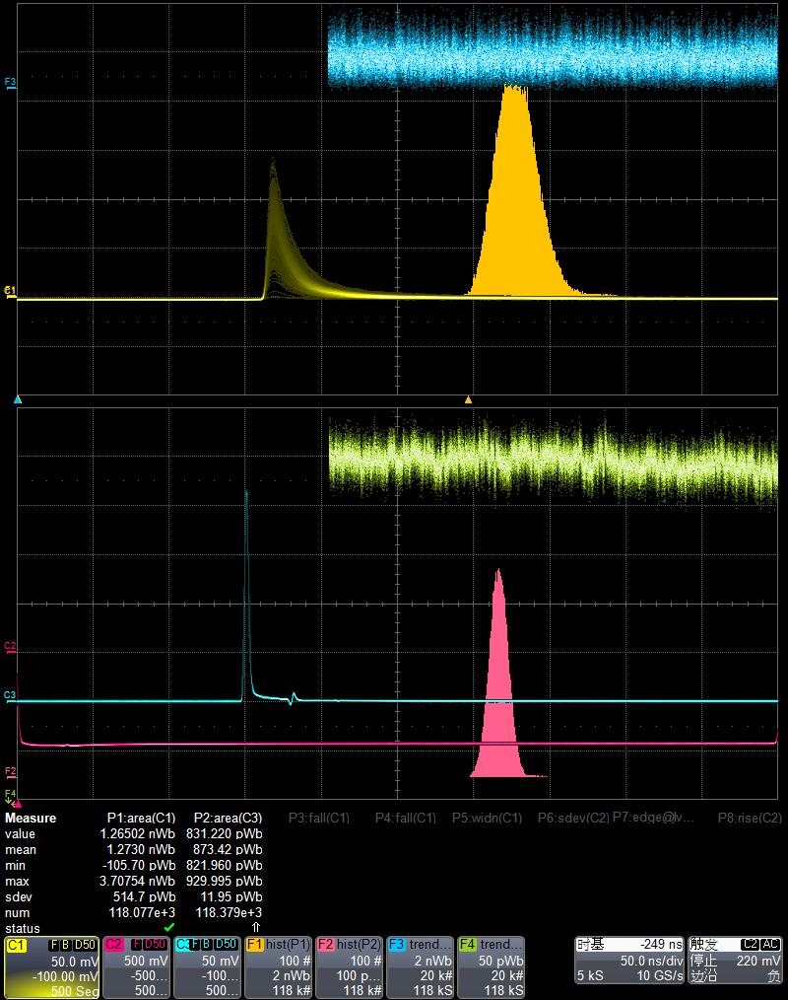 F3
C1
C2
C3
F2
F4
Measure P1:area(C1) P2:area(C3) P3:fall(C1) P4:fall(C1) P5:widn(C1) P6:sdev(C2) P7:edge@lv… P8:rise(C2)
value 1.26502 nWb 831.220 pWb
mean 1.2730 nWb 873.42 pWb
min -105.70 pWb 821.960 pWb
max 3.70754 nWb 929.995 pWb
sdev 514.7 pWb 11.95 pWb
num 118.077e+3 118.379e+3
status
C1 F B D50 C2 F D50 F B D50 F1 hist(P1) F2 hist(P2) F3 trend… F4 trend… 时基 -249 ns 触发 C2 AC
50.0 mV 500 mV 50 mV 100 # 100 # 2 nWb 50 pWb 50.0 ns/div 停止 220 mV
-100.00 mV -500… -100… 2 nWb 100 p… 20 k# 20 k# 5 kS 10 GS/s 边沿 负
500 Seg 500… 500… 118 k# 118 k# 118 kS 118 kS